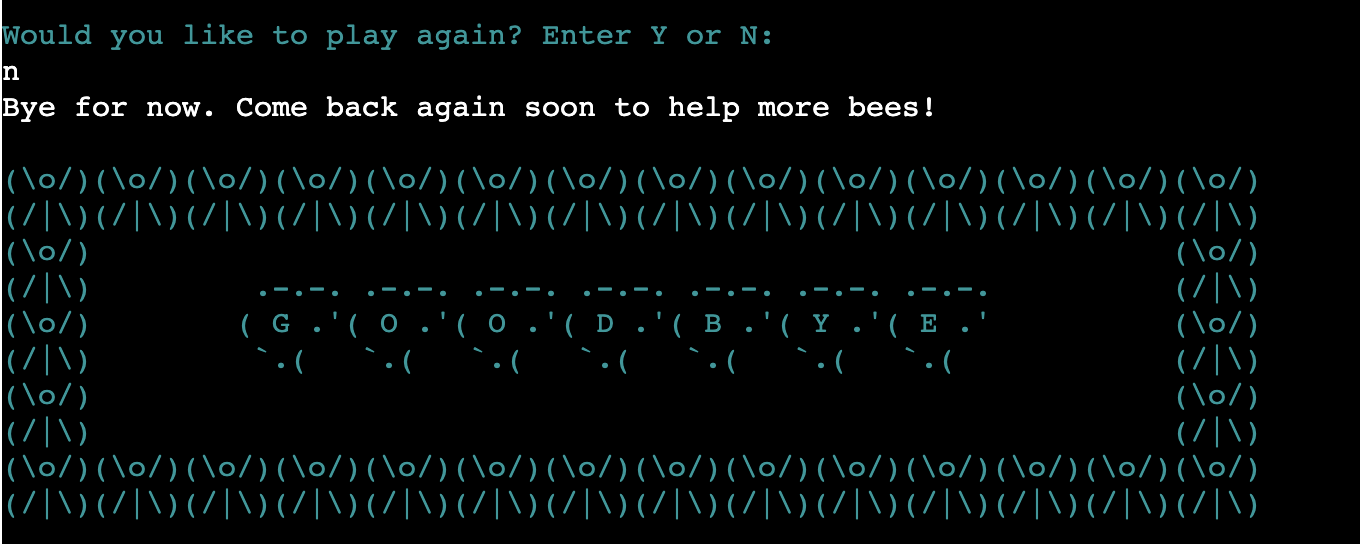 Would you like to play again? Enter Y or N:
n
Bye for now. Come back again soon to help more bees!
(\o/)(\o/)(\o/)(\o/)(\o/)(\o/)(\o/)(\o/)(\o/)(\o/)(\o/)(\o/)(\o/)(\o/)
(/|\)(/|\)(/|\)(/|\)(/|\)(/|\)(/|\)(/|\)(/|\)(/|\)(/|\)(/|\)(/|\)(/|\)
(\o/)                                                            (\o/)
(/|\)         .-.-. .-.-. .-.-. .-.-. .-.-. .-.-. .-.-.          (/|\)
(\o/)        ( G .'( O .'( O .'( D .'( B .'( Y .'( E .'          (\o/)
(/|\)         `.(   `.(   `.(   `.(   `.(   `.(   `.(            (/|\)
(\o/)                                                            (\o/)
(/|\)                                                            (/|\)
(\o/)(\o/)(\o/)(\o/)(\o/)(\o/)(\o/)(\o/)(\o/)(\o/)(\o/)(\o/)(\o/)(\o/)
(/|\)(/|\)(/|\)(/|\)(/|\)(/|\)(/|\)(/|\)(/|\)(/|\)(/|\)(/|\)(/|\)(/|\)